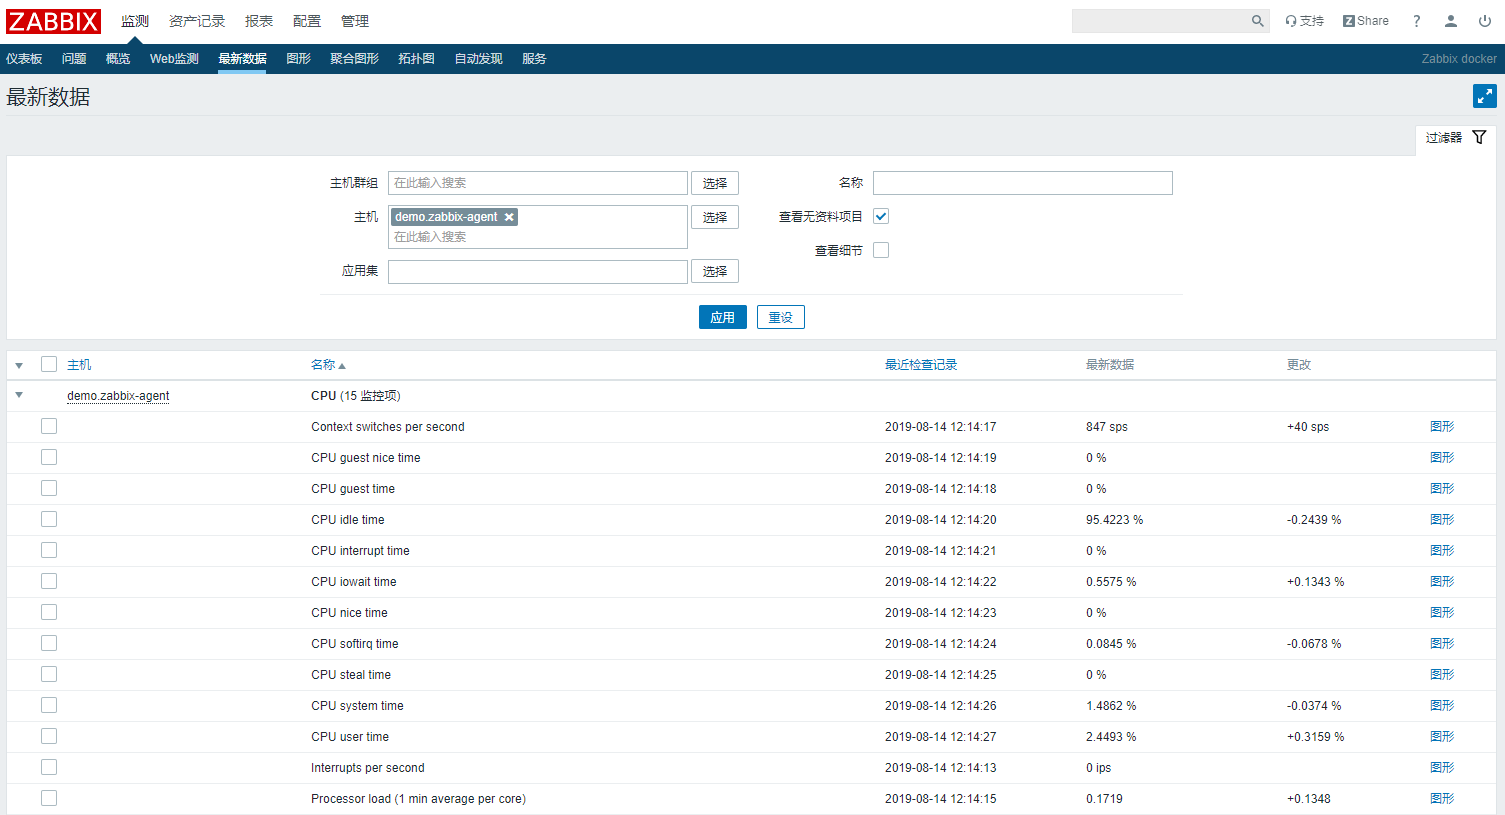 ZABBIX 监测 资产记录 报表 配置 管理 支持 Z Share ?
仪表板 问题 概览 Web监测 最新数据 图形 聚合图形 拓扑图 自动发现 服务 Zabbix docker
最新数据
过滤器
主机群组 在此输入搜索 选择 名称
主机 demo.zabbix-agent 选择 查看无资料项目
在此输入搜索
查看细节
应用集 选择
应用 重设
主机 名称 最近检查记录 最新数据 更改
demo.zabbix-agent CPU (15 监控项)
Context switches per second 2019-08-14 12:14:17 847 sps +40 sps 图形
CPU guest nice time 2019-08-14 12:14:19 0 % 图形
CPU guest time 2019-08-14 12:14:18 0 % 图形
CPU idle time 2019-08-14 12:14:20 95.4223 % -0.2439 % 图形
CPU interrupt time 2019-08-14 12:14:21 0 % 图形
CPU iowait time 2019-08-14 12:14:22 0.5575 % +0.1343 % 图形
CPU nice time 2019-08-14 12:14:23 0 % 图形
CPU softirq time 2019-08-14 12:14:24 0.0845 % -0.0678 % 图形
CPU steal time 2019-08-14 12:14:25 0 % 图形
CPU system time 2019-08-14 12:14:26 1.4862 % -0.0374 % 图形
CPU user time 2019-08-14 12:14:27 2.4493 % +0.3159 % 图形
Interrupts per second 2019-08-14 12:14:13 0 ips 图形
Processor load (1 min average per core) 2019-08-14 12:14:15 0.1719 +0.1348 图形